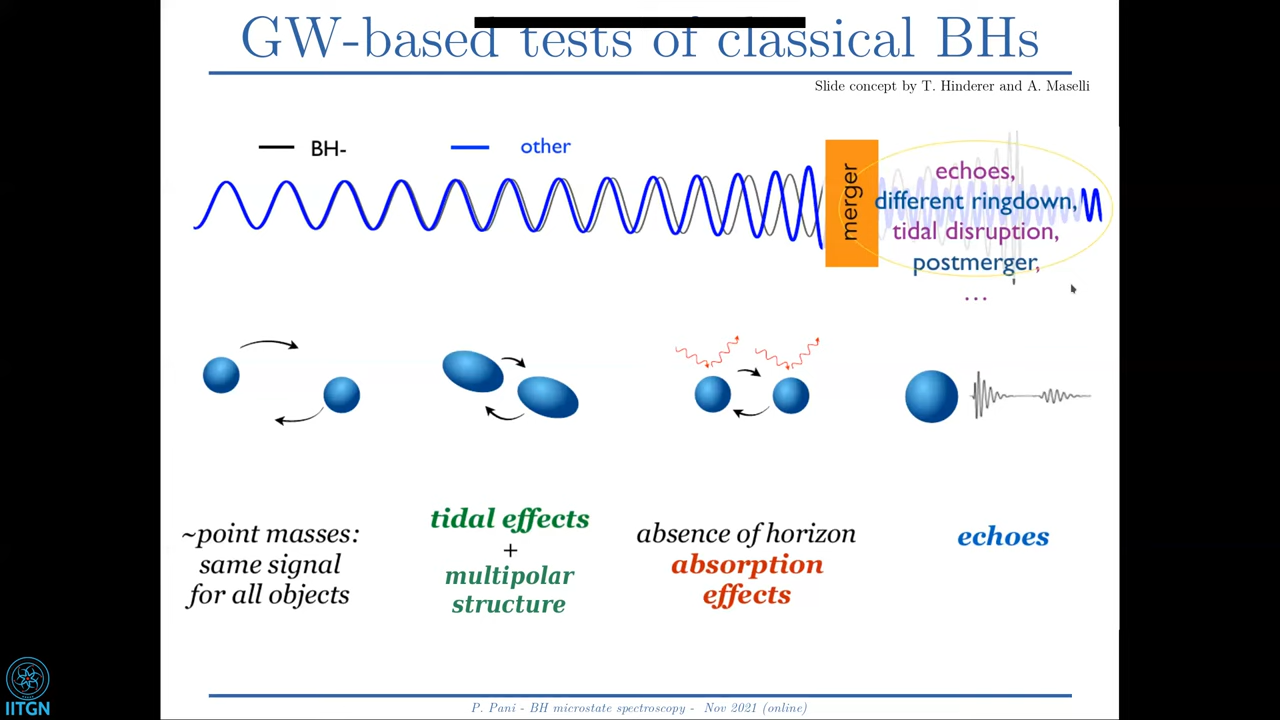 GW-based tests of classical BHs
Slide concept by T. Hinderer and A. Maselli
BH-
other
merger
echoes,
different ringdown,
tidal disruption,
postmerger,
...
~point masses:
same signal
for all objects
tidal effects
+
multipolar
structure
absence of horizon
absorption
effects
echoes
IITGN
P. Pani - BH microstate spectroscopy - Nov 2021 (online)